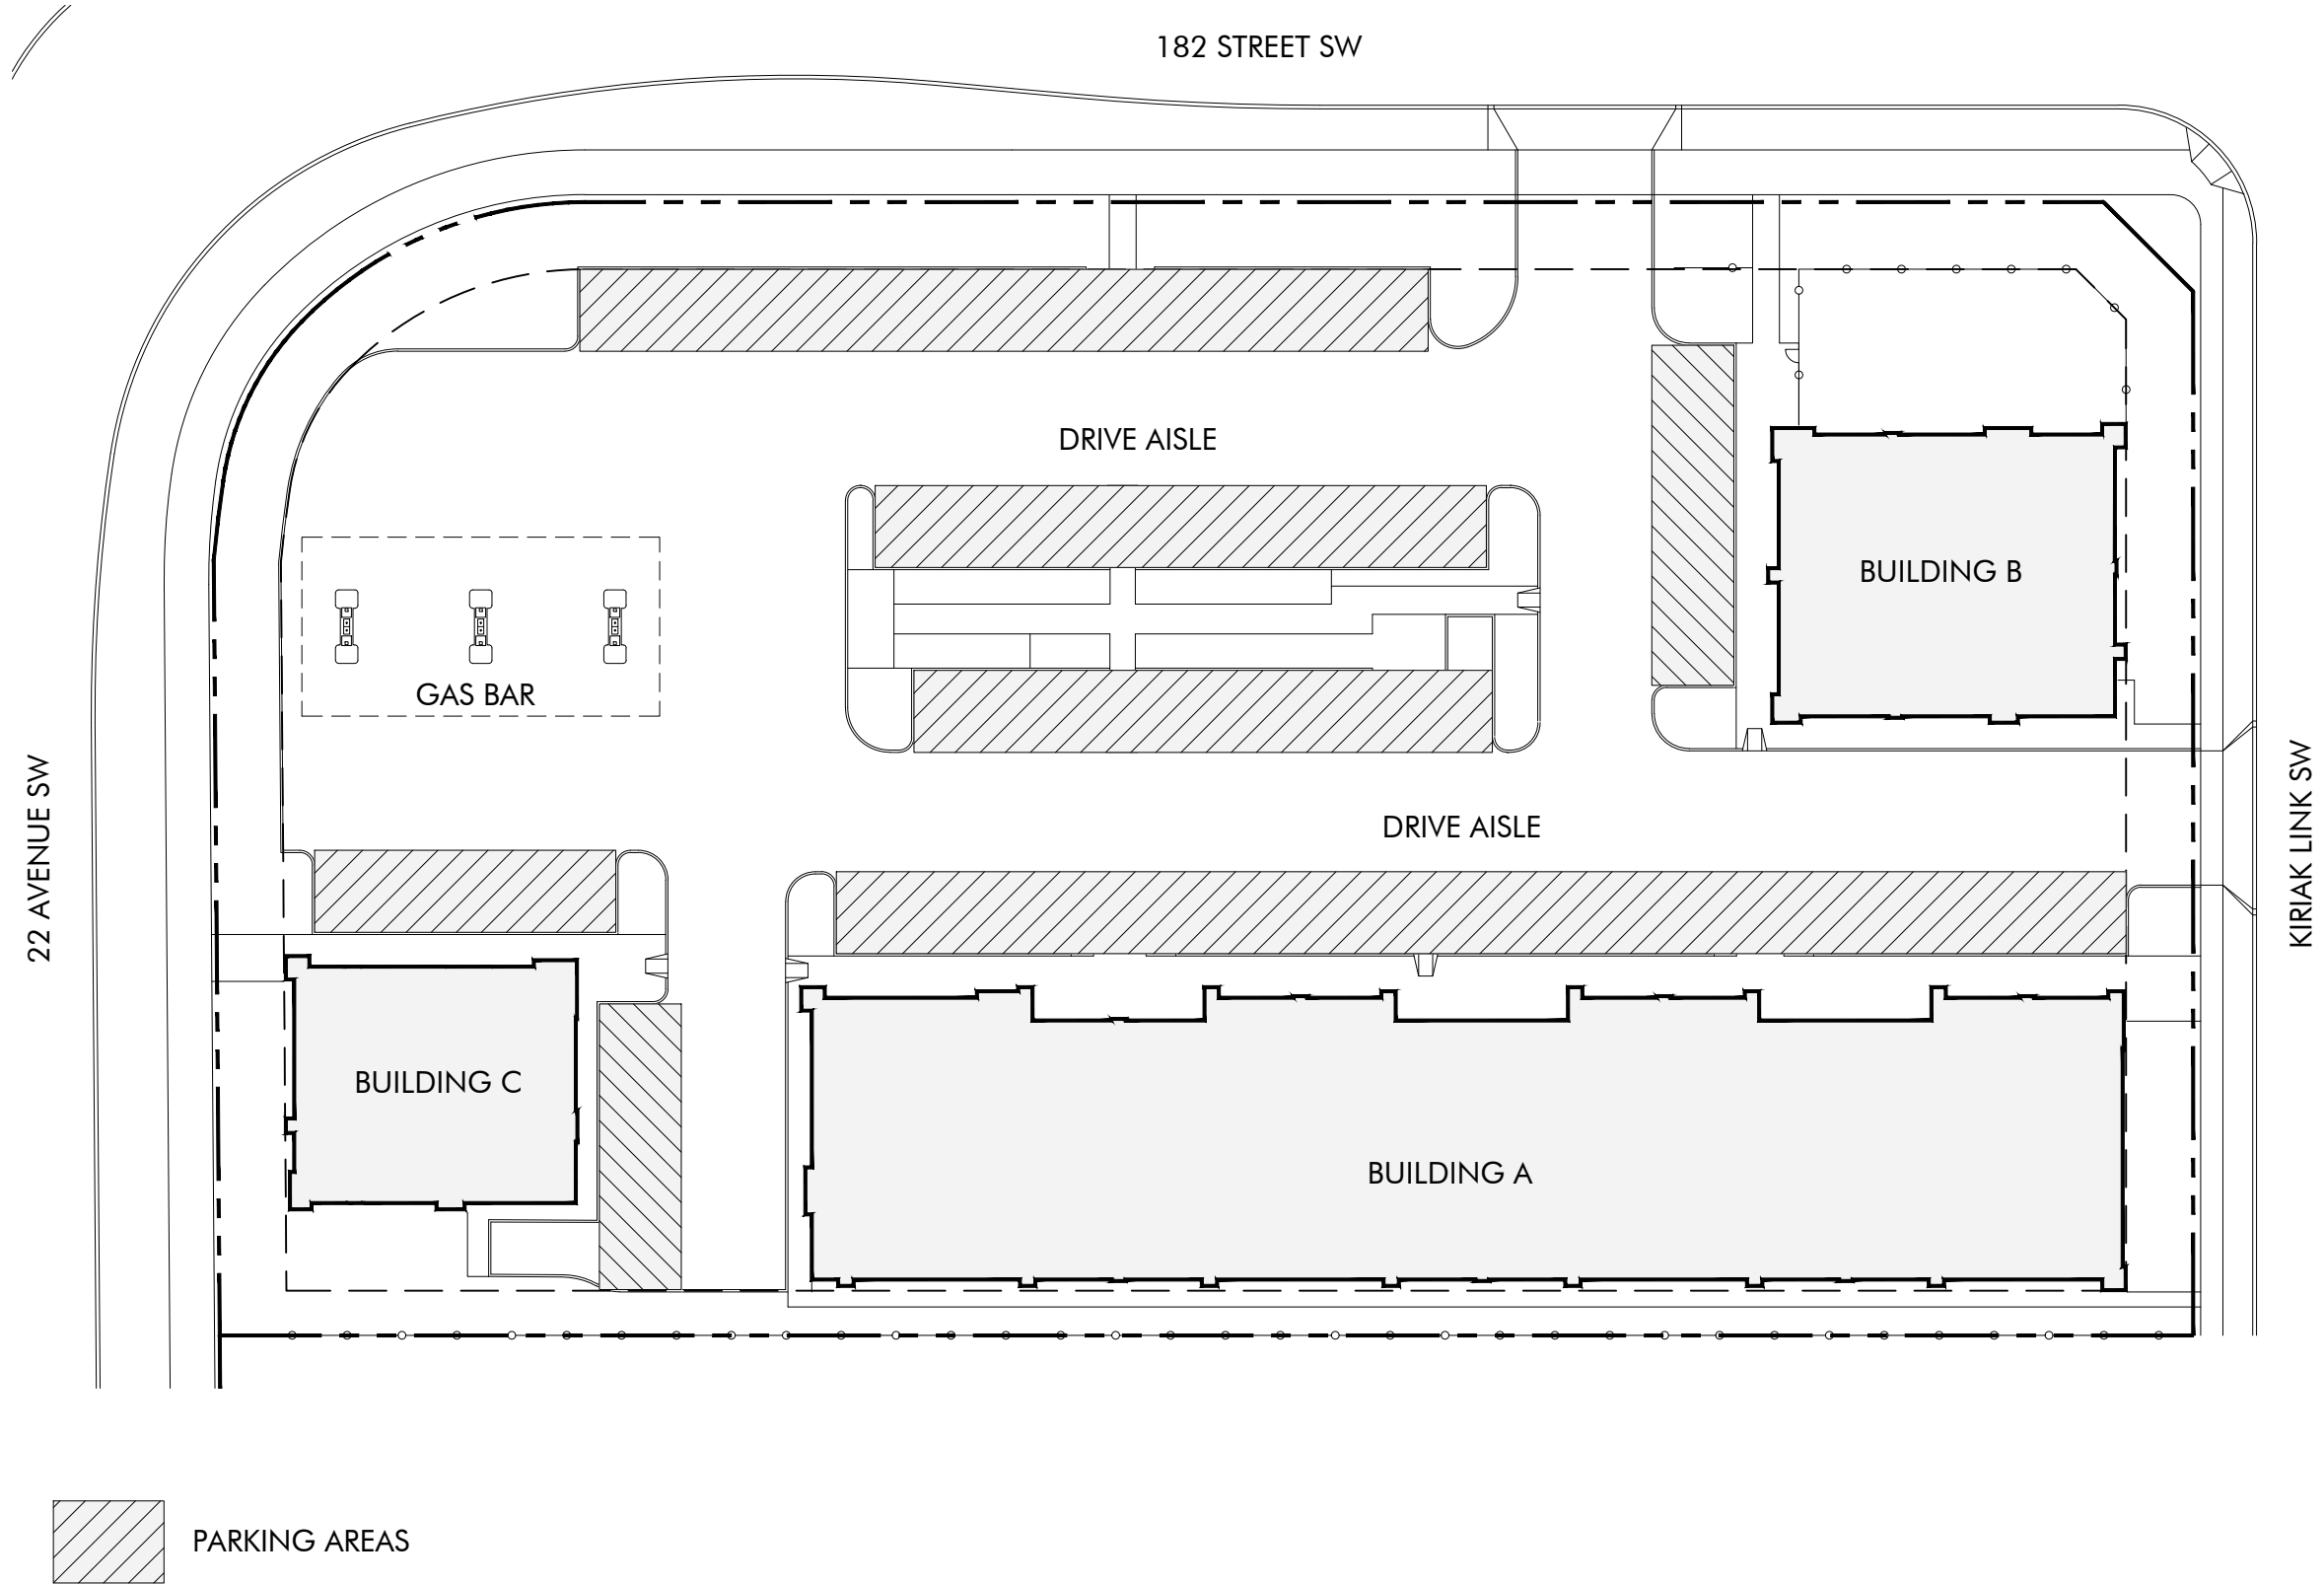 182 STREET SW
DRIVE AISLE
BUILDING B
GAS BAR
22 AVENUE SW
KIRIAK LINK SW
DRIVE AISLE
BUILDING C
BUILDING A
PARKING AREAS